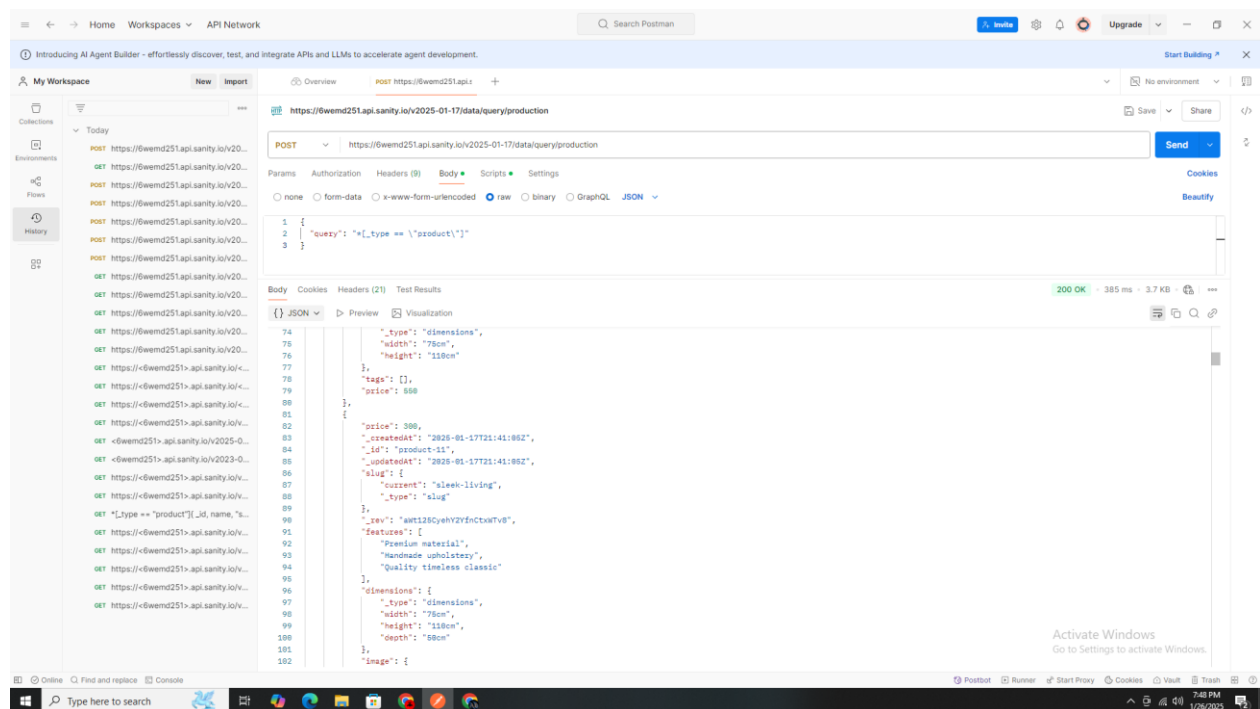 Home Workspaces API Network Search Postman Invite Upgrade
Introducing AI Agent Builder - effortlessly discover, test, and integrate APIs and LLMs to accelerate agent development. Start Building
My Workspace New Import Overview POST https://6wemd251.api.s No environment
Collections
Environments
Flows
History
Today
POST https://6wemd251.api.sanity.io/v20...
GET https://6wemd251.api.sanity.io/v20...
POST https://6wemd251.api.sanity.io/v20...
POST https://6wemd251.api.sanity.io/v20...
POST https://6wemd251.api.sanity.io/v20...
POST https://6wemd251.api.sanity.io/v20...
POST https://6wemd251.api.sanity.io/v20...
GET https://6wemd251.api.sanity.io/v20...
GET https://6wemd251.api.sanity.io/v20...
GET https://6wemd251.api.sanity.io/v20...
GET https://6wemd251.api.sanity.io/v20...
GET https://6wemd251.api.sanity.io/v20...
GET https://<6wemd251>.api.sanity.io/<...
GET https://<6wemd251>.api.sanity.io/<...
GET https://<6wemd251>.api.sanity.io/<...
GET https://<6wemd251>.api.sanity.io/v...
GET <6wemd251>.api.sanity.io/v2025-0...
GET <6wemd251>.api.sanity.io/v2023-0...
GET https://<6wemd251>.api.sanity.io/v...
GET https://<6wemd251>.api.sanity.io/v...
GET *[_type == "product"]{ _id, name, "s...
GET https://<6wemd251>.api.sanity.io/v...
GET https://<6wemd251>.api.sanity.io/v...
GET https://<6wemd251>.api.sanity.io/v...
GET https://<6wemd251>.api.sanity.io/v...
https://6wemd251.api.sanity.io/v2025-01-17/data/query/production Save Share
POST https://6wemd251.api.sanity.io/v2025-01-17/data/query/production Send
Params Authorization Headers (9) Body Scripts Settings Cookies
none form-data x-www-form-urlencoded raw binary GraphQL JSON Beautify
1 {
2 "query": "*[_type == \"product\"]"
3 }
Body Cookies Headers (21) Test Results 200 OK 385 ms 3.7 KB
{} JSON Preview Visualization
74 "_type": "dimensions",
75 "width": "75cm",
76 "height": "110cm"
77 },
78 "tags": [],
79 "price": 550
80 },
81 {
82 "price": 300,
83 "_createdAt": "2025-01-17T21:41:05Z",
84 "_id": "product-11",
85 "_updatedAt": "2025-01-17T21:41:05Z",
86 "slug": {
87 "current": "sleek-living",
88 "_type": "slug"
89 },
90 "_rev": "aWt125CyehY2YfnCtxWTv8",
91 "features": [
92 "Premium material",
93 "Handmade upholstery",
94 "Quality timeless classic"
95 ],
96 "dimensions": {
97 "_type": "dimensions",
98 "width": "75cm",
99 "height": "110cm",
100 "depth": "50cm"
101 },
102 "image": {
Activate Windows
Go to Settings to activate Windows.
Online Find and replace Console Postbot Runner Start Proxy Cookies Vault Trash
Type here to search 7:48 PM
1/26/2025